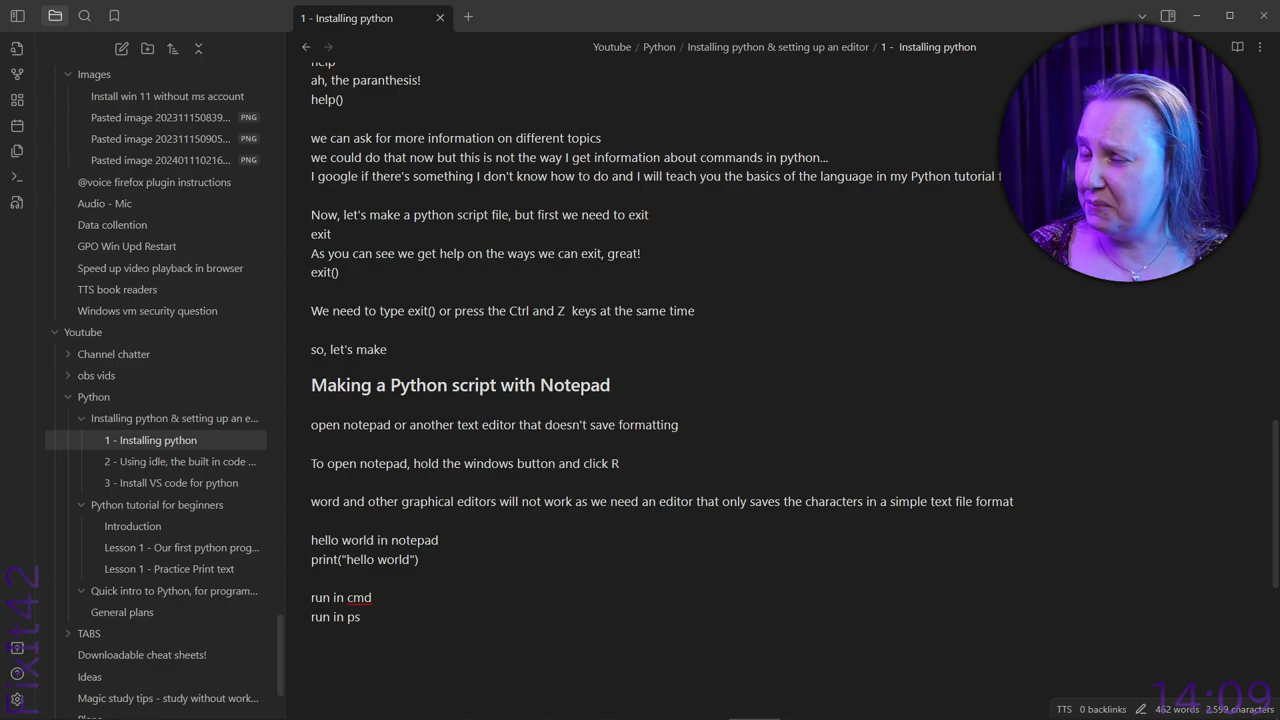 1 - Installing python
Youtube / Python / Installing python & setting up an editor / 1 - Installing python
Images
Install win 11 without ms account
Pasted image 202311150839... PNG
Pasted image 202311150905... PNG
Pasted image 202401110216... PNG
@voice firefox plugin instructions
Audio - Mic
Data collention
GPO Win Upd Restart
Speed up video playback in browser
TTS book readers
Windows vm security question
Youtube
Channel chatter
obs vids
Python
Installing python & setting up an e...
1 - Installing python
2 - Using idle, the built in code ...
3 - Install VS code for python
Python tutorial for beginners
Introduction
Lesson 1 - Our first python prog...
Lesson 1 - Practice Print text
Quick intro to Python, for program...
General plans
TABS
Downloadable cheat sheets!
Ideas
Magic study tips - study without work...
help
ah, the paranthesis!
help()
we can ask for more information on different topics
we could do that now but this is not the way I get information about commands in python...
I google if there's something I don't know how to do and I will teach you the basics of the language in my Python tutorial f
Now, let's make a python script file, but first we need to exit
exit
As you can see we get help on the ways we can exit, great!
exit()
We need to type exit() or press the Ctrl and Z keys at the same time
so, let's make
Making a Python script with Notepad
open notepad or another text editor that doesn't save formatting
To open notepad, hold the windows button and click R
word and other graphical editors will not work as we need an editor that only saves the characters in a simple text file format
hello world in notepad
print("hello world")
run in cmd
run in ps
Fixit42
14:09
TTS 0 backlinks 462 words 2,599 characters